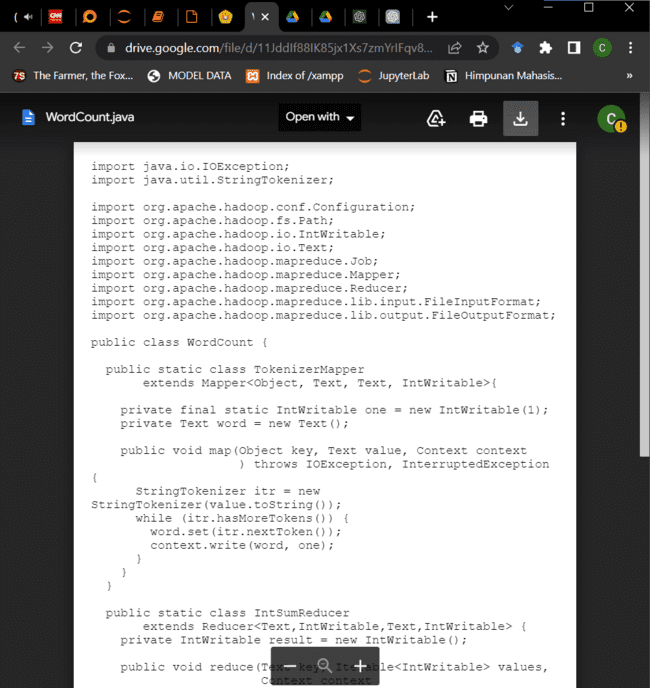 CNN
drive.google.com/file/d/11JddIf88IK85jx1Xs7zmYrIFqv8...
C
7S The Farmer, the Fox...
MODEL DATA
Index of /xampp
JupyterLab
Himpunan Mahasis...
»
WordCount.java
Open with
C
import java.io.IOException;
import java.util.StringTokenizer;
import org.apache.hadoop.conf.Configuration;
import org.apache.hadoop.fs.Path;
import org.apache.hadoop.io.IntWritable;
import org.apache.hadoop.io.Text;
import org.apache.hadoop.mapreduce.Job;
import org.apache.hadoop.mapreduce.Mapper;
import org.apache.hadoop.mapreduce.Reducer;
import org.apache.hadoop.mapreduce.lib.input.FileInputFormat;
import org.apache.hadoop.mapreduce.lib.output.FileOutputFormat;
public class WordCount {
public static class TokenizerMapper
extends Mapper<Object, Text, Text, IntWritable>{
private final static IntWritable one = new IntWritable(1);
private Text word = new Text();
public void map(Object key, Text value, Context context
) throws IOException, InterruptedException
{
StringTokenizer itr = new
StringTokenizer(value.toString());
while (itr.hasMoreTokens()) {
word.set(itr.nextToken());
context.write(word, one);
}
}
}
public static class IntSumReducer
extends Reducer<Text,IntWritable,Text,IntWritable> {
private IntWritable result = new IntWritable();
public void reduce(Text key, Iterable<IntWritable> values,
Context context